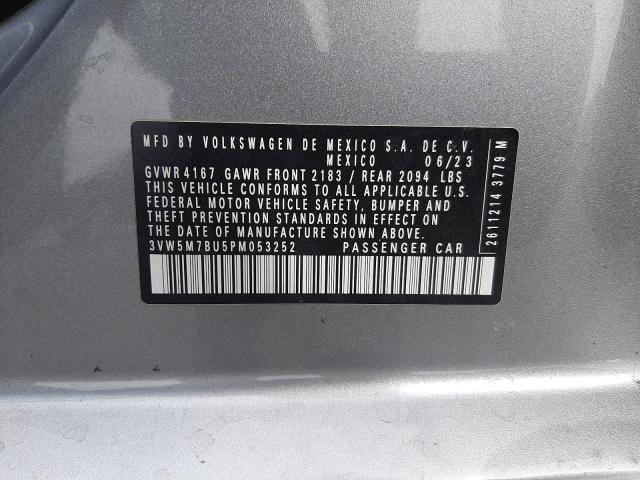 MFD BY VOLKSWAGEN DE MEXICO S.A. DE C.V.
MEXICO 06/23
GVWR 4167 GAWR FRONT 2183 / REAR 2094 LBS
THIS VEHICLE CONFORMS TO ALL APPLICABLE U.S.
FEDERAL MOTOR VEHICLE SAFETY, BUMPER AND
THEFT PREVENTION STANDARDS IN EFFECT ON
THE DATE OF MANUFACTURE SHOWN ABOVE.
3VW5M7BU5PM053252 PASSENGER CAR
2611214 3779 M